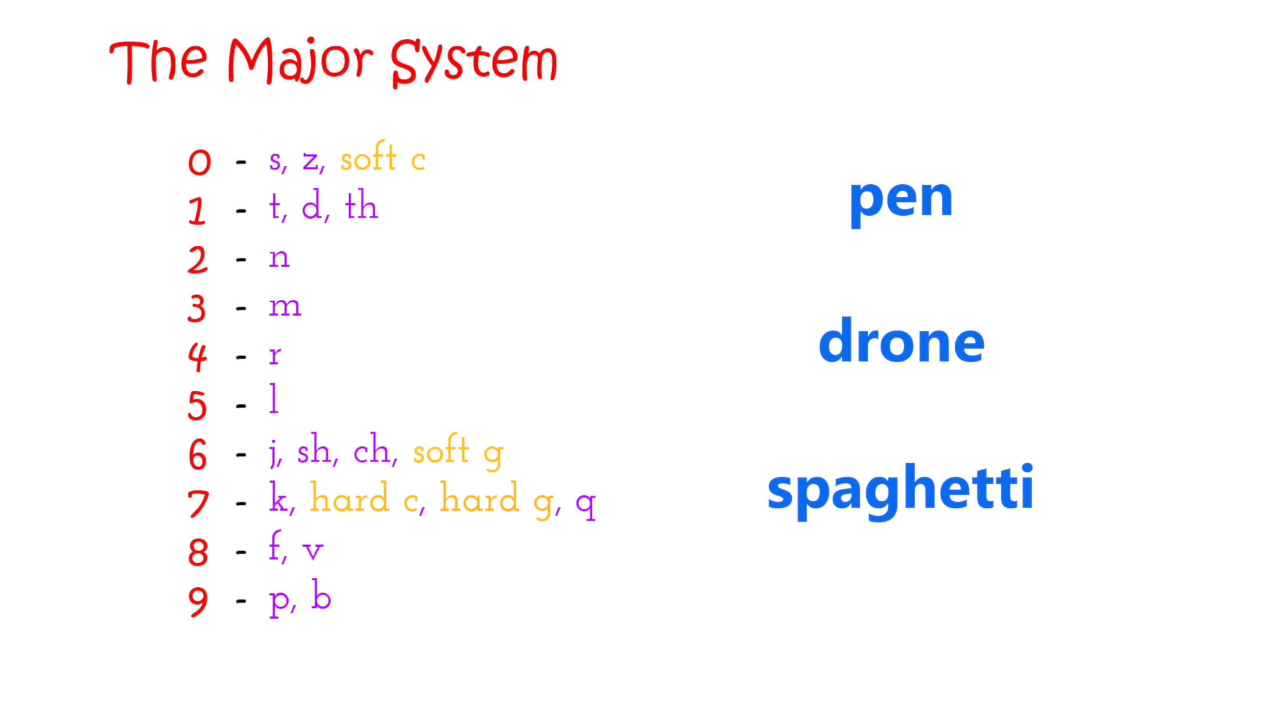 The Major System
0 - s, z, soft c
1 - t, d, th
2 - n
3 - m
4 - r
5 - l
6 - j, sh, ch, soft g
7 - k, hard c, hard g, q
8 - f, v
9 - p, b
pen
drone
spaghetti